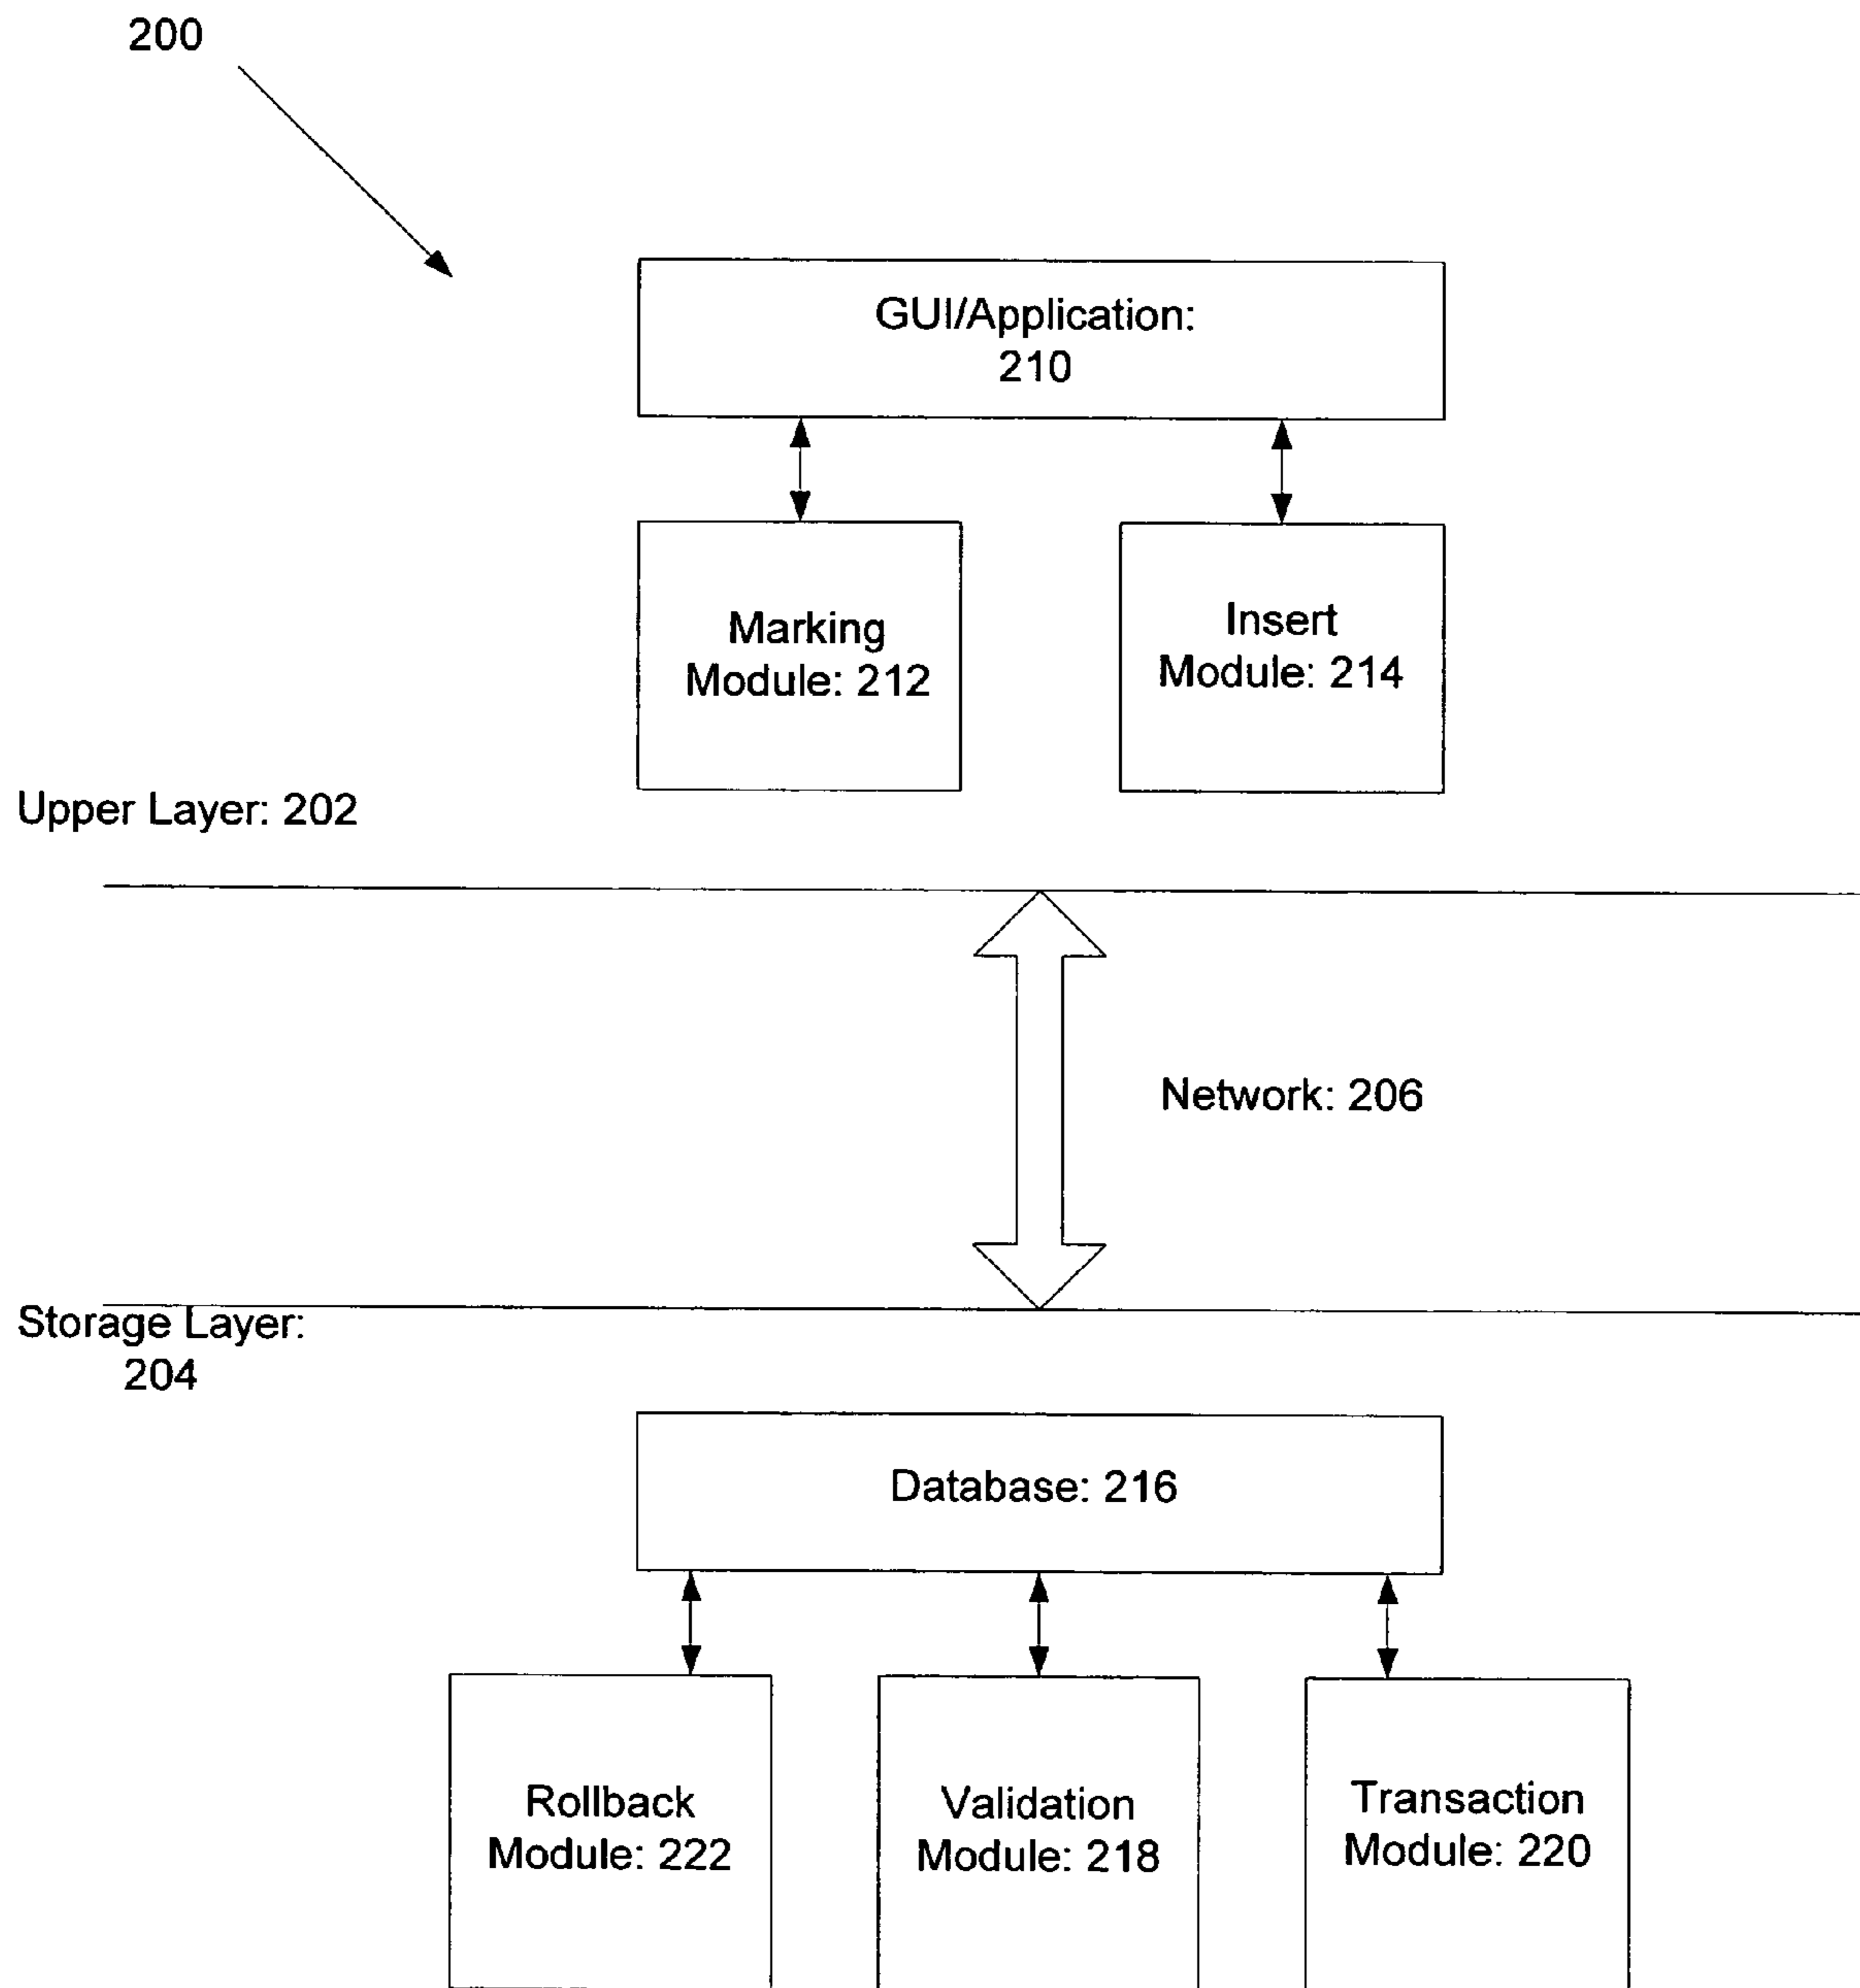 200
GUI/Application:
210
Marking
Module: 212
Insert
Module: 214
Upper Layer: 202
Network: 206
Storage Layer:
204
Database: 216
Rollback
Module: 222
Validation
Module: 218
Transaction
Module: 220